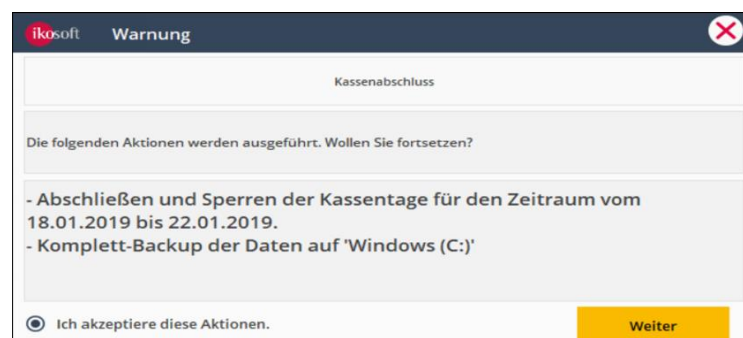 ikosoft Warnung
Kassenabschluss
Die folgenden Aktionen werden ausgeführt. Wollen Sie fortsetzen?
- Abschließen und Sperren der Kassentage für den Zeitraum vom
18.01.2019 bis 22.01.2019.
- Komplett-Backup der Daten auf 'Windows (C:)'
Ich akzeptiere diese Aktionen.
Weiter